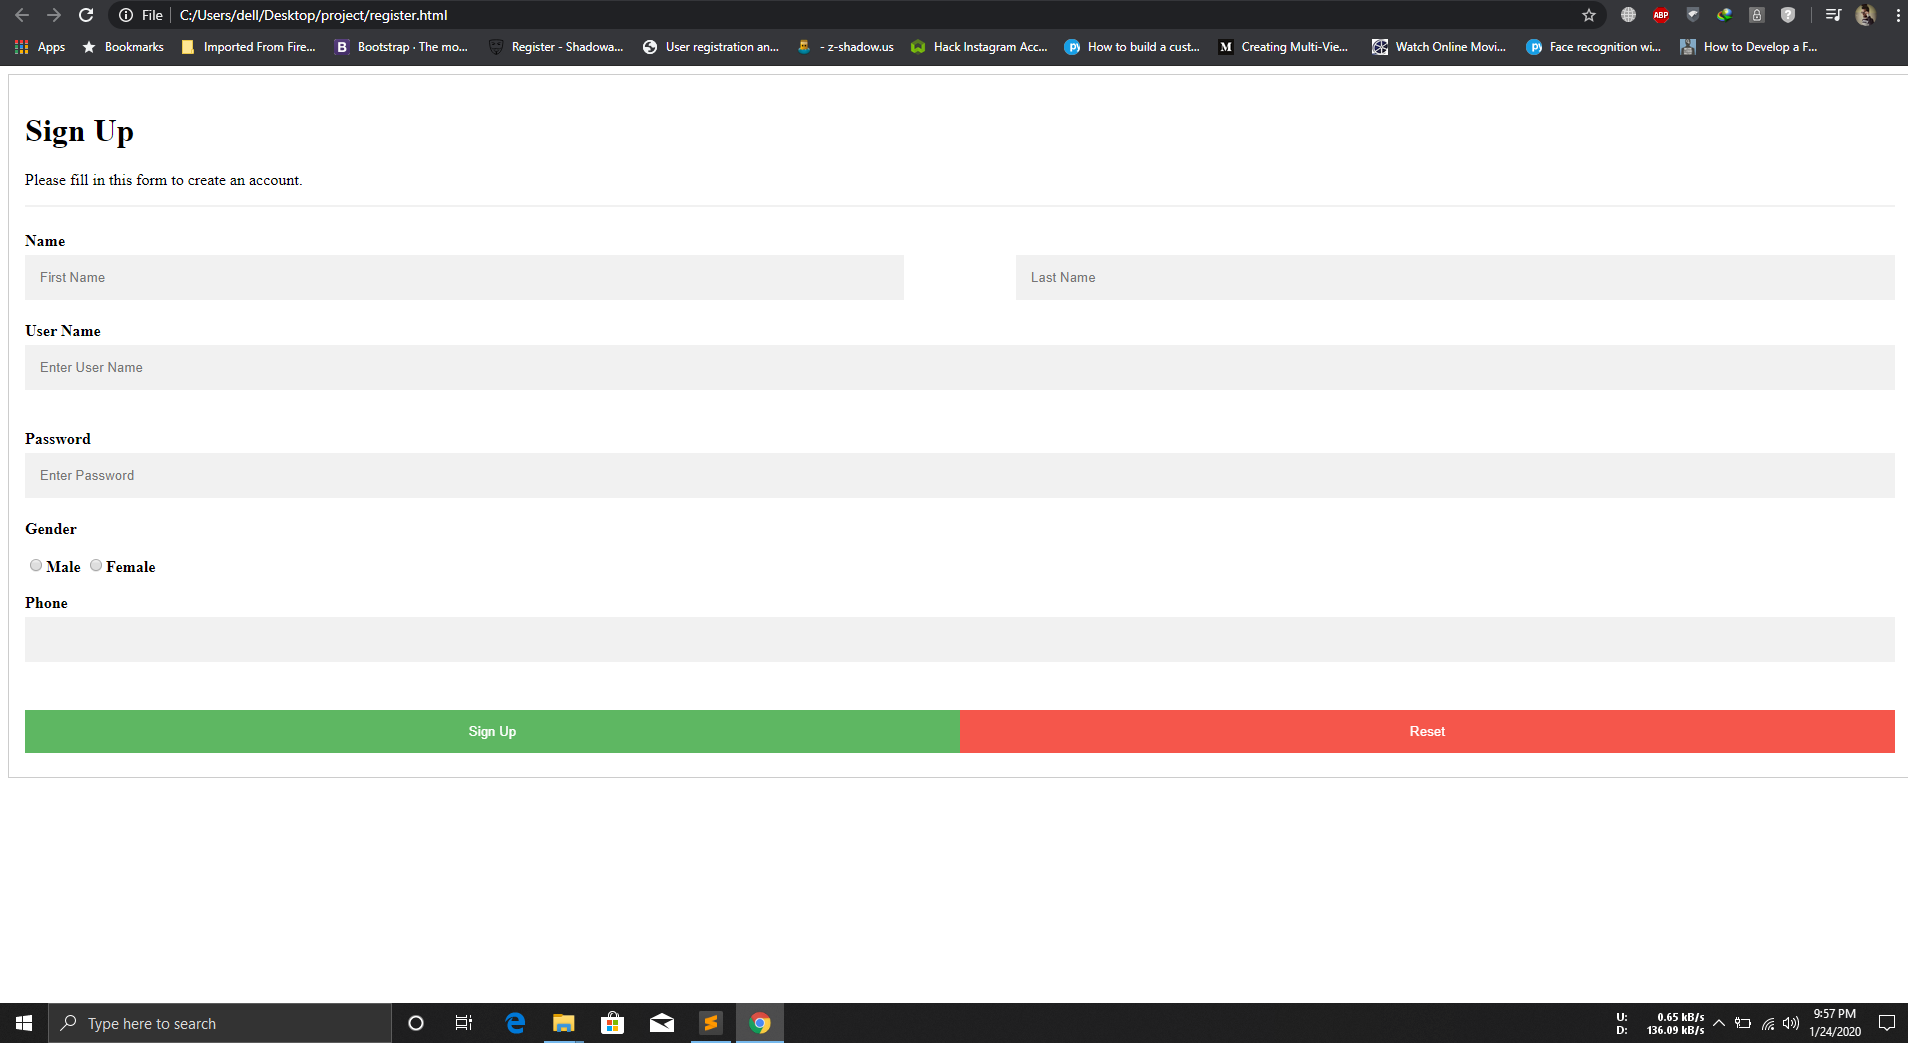 File C:/Users/dell/Desktop/project/register.html
ABP
Apps Bookmarks Imported From Fire... B Bootstrap · The mo... Register - Shadowa... User registration an... - z-shadow.us Hack Instagram Acc... How to build a cust... M Creating Multi-Vie... Watch Online Movi... Face recognition wi... How to Develop a F...
Sign Up
Please fill in this form to create an account.
Name
First Name Last Name
User Name
Enter User Name
Password
Enter Password
Gender
Male Female
Phone
Sign Up Reset
Type here to search
U: 0.65 kB/s
D: 136.09 kB/s
9:57 PM
1/24/2020